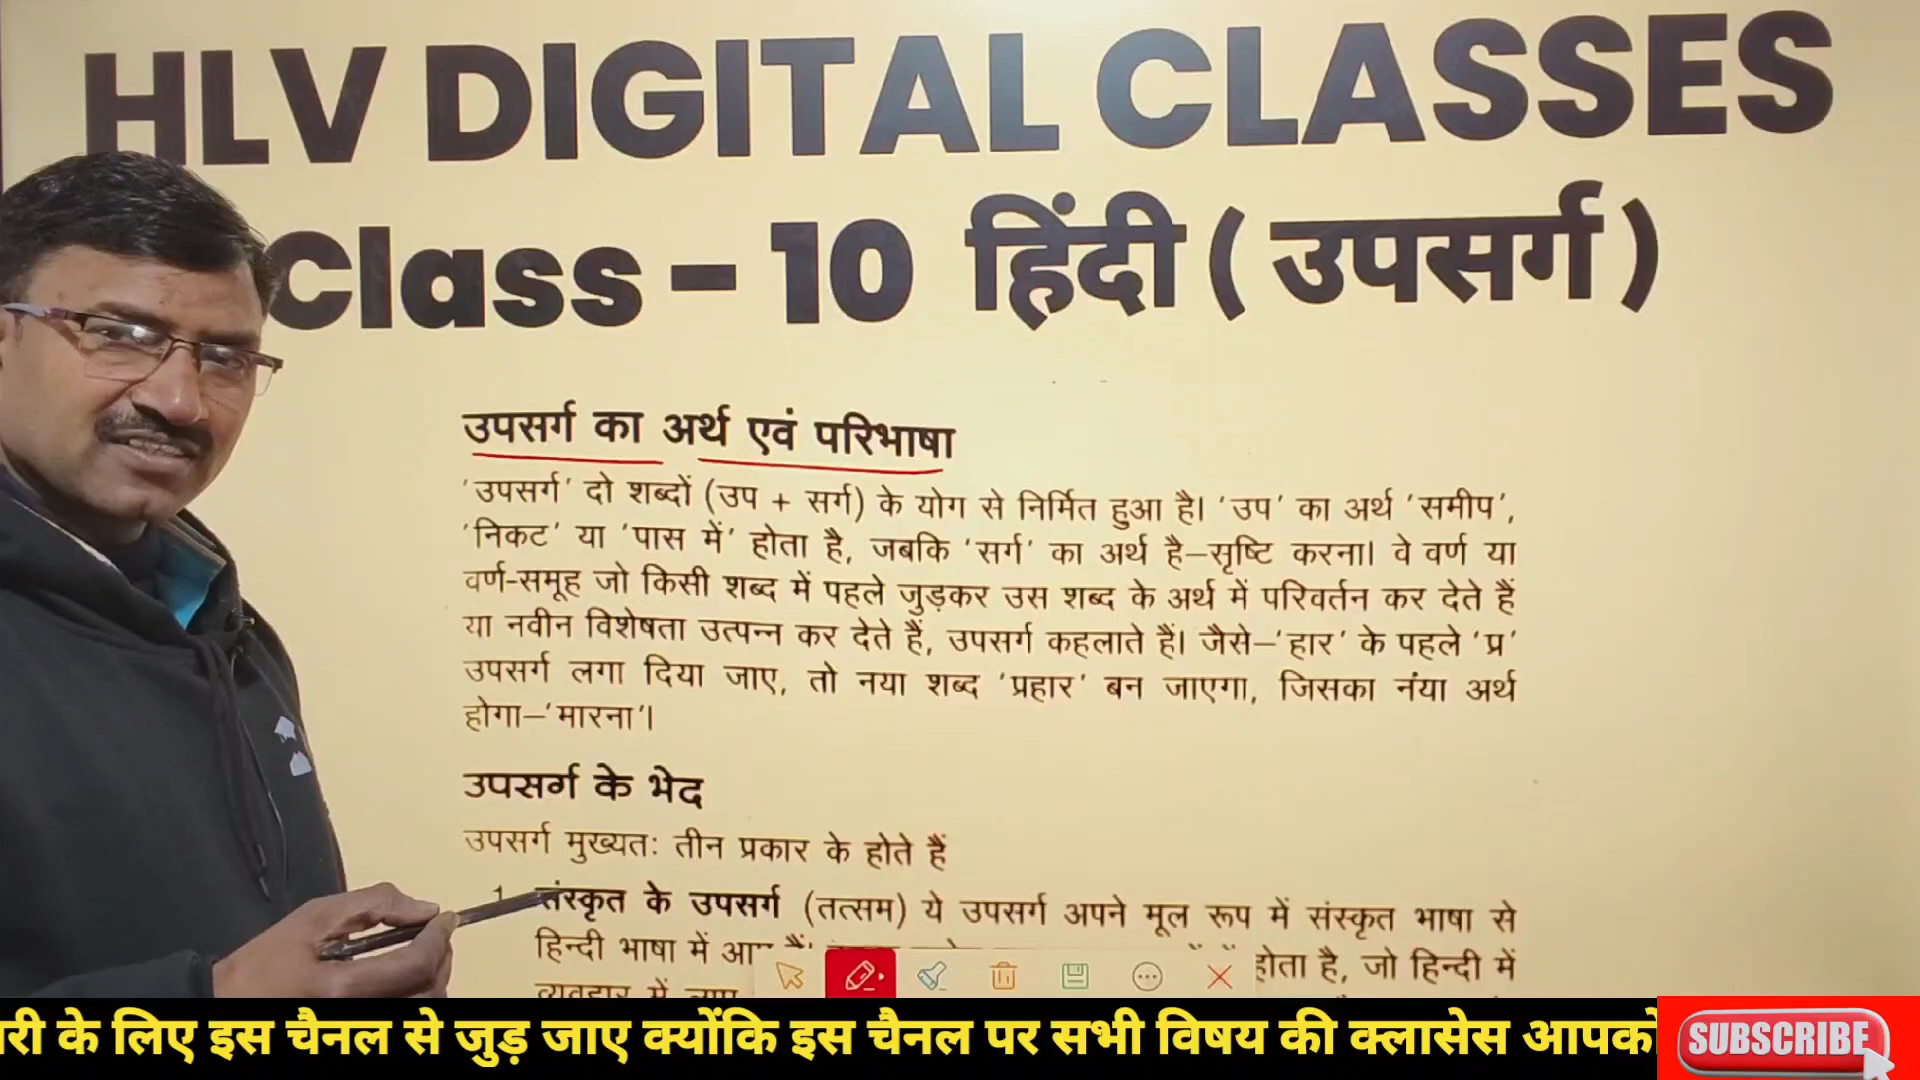 HLV DIGITAL CLASSES
Class - 10 हिंदी ( उपसर्ग )
उपसर्ग का अर्थ एवं परिभाषा
'उपसर्ग' दो शब्दों (उप + सर्ग) के योग से निर्मित हुआ है। 'उप' का अर्थ 'समीप',
'निकट' या 'पास में' होता है, जबकि 'सर्ग' का अर्थ है—सृष्टि करना। वे वर्ण या
वर्ण-समूह जो किसी शब्द में पहले जुड़कर उस शब्द के अर्थ में परिवर्तन कर देते हैं
या नवीन विशेषता उत्पन्न कर देते हैं, उपसर्ग कहलाते हैं। जैसे—'हार' के पहले 'प्र'
उपसर्ग लगा दिया जाए, तो नया शब्द 'प्रहार' बन जाएगा, जिसका नंया अर्थ
होगा—'मारना'।
उपसर्ग के भेद
उपसर्ग मुख्यतः तीन प्रकार के होते हैं
1. संस्कृत के उपसर्ग (तत्सम) ये उपसर्ग अपने मूल रूप में संस्कृत भाषा से
हिन्दी भाषा में होता है, जो हिन्दी में
व्यवहार में
री के लिए इस चैनल से जुड़ जाए क्योंकि इस चैनल पर सभी विषय की क्लासेस आपको
SUBSCRIBE